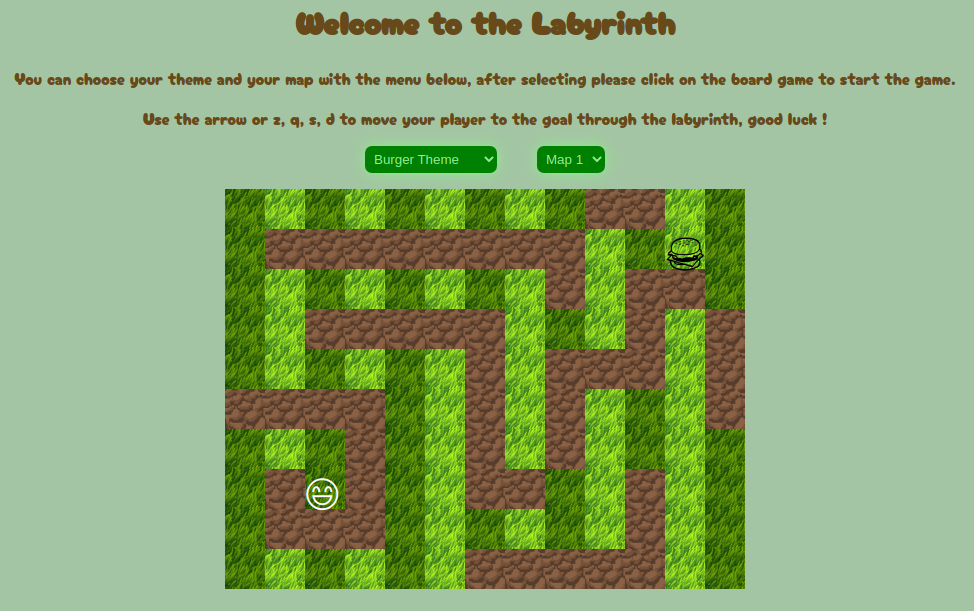 Welcome to the Labyrinth
You can choose your theme and your map with the menu below, after selecting please click on the board game to start the game.
Use the arrow or z, q, s, d to move your player to the goal through the labyrinth, good luck !
Burger Theme
Map 1